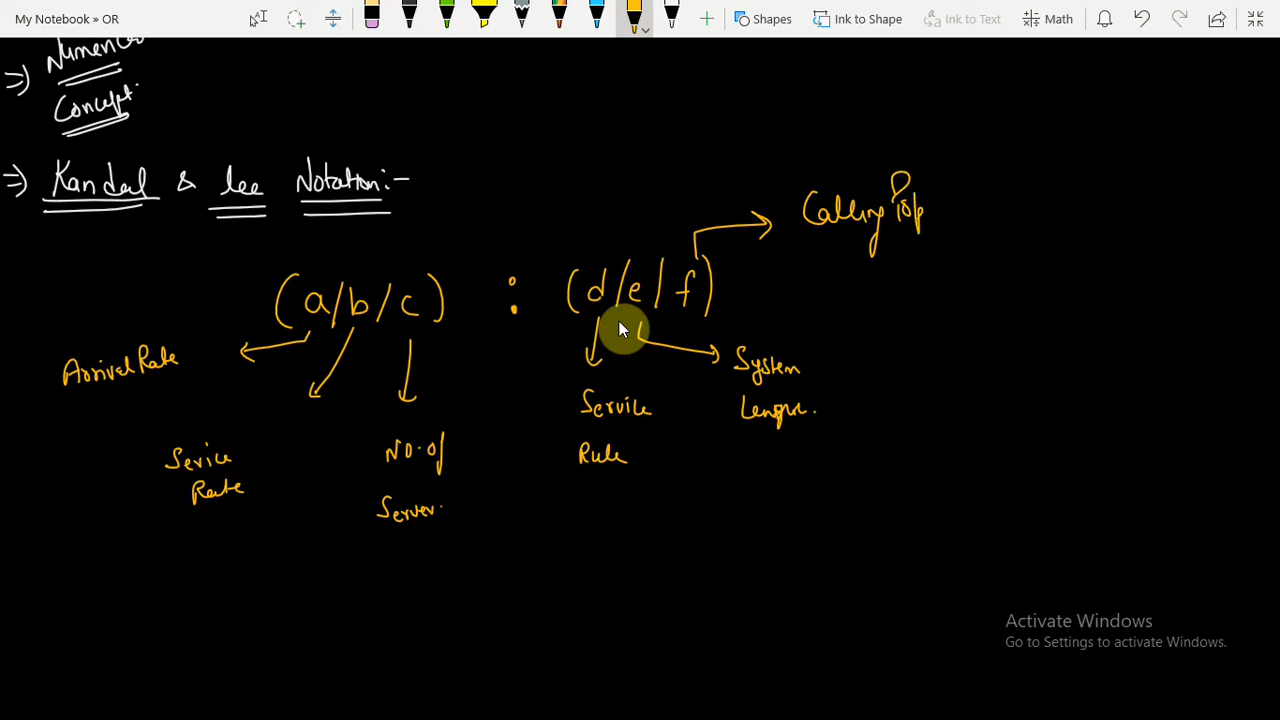 My Notebook » OR
Shapes
Ink to Shape
Ink to Text
Math
=>
Concept
=> Kandal & lee Notation:-
Calling Pop
(a/b/c) : (d/e/f)
Arrival Rate
System
Length.
Service
Rule
Service
Rate
No. of
Server.
Activate Windows
Go to Settings to activate Windows.